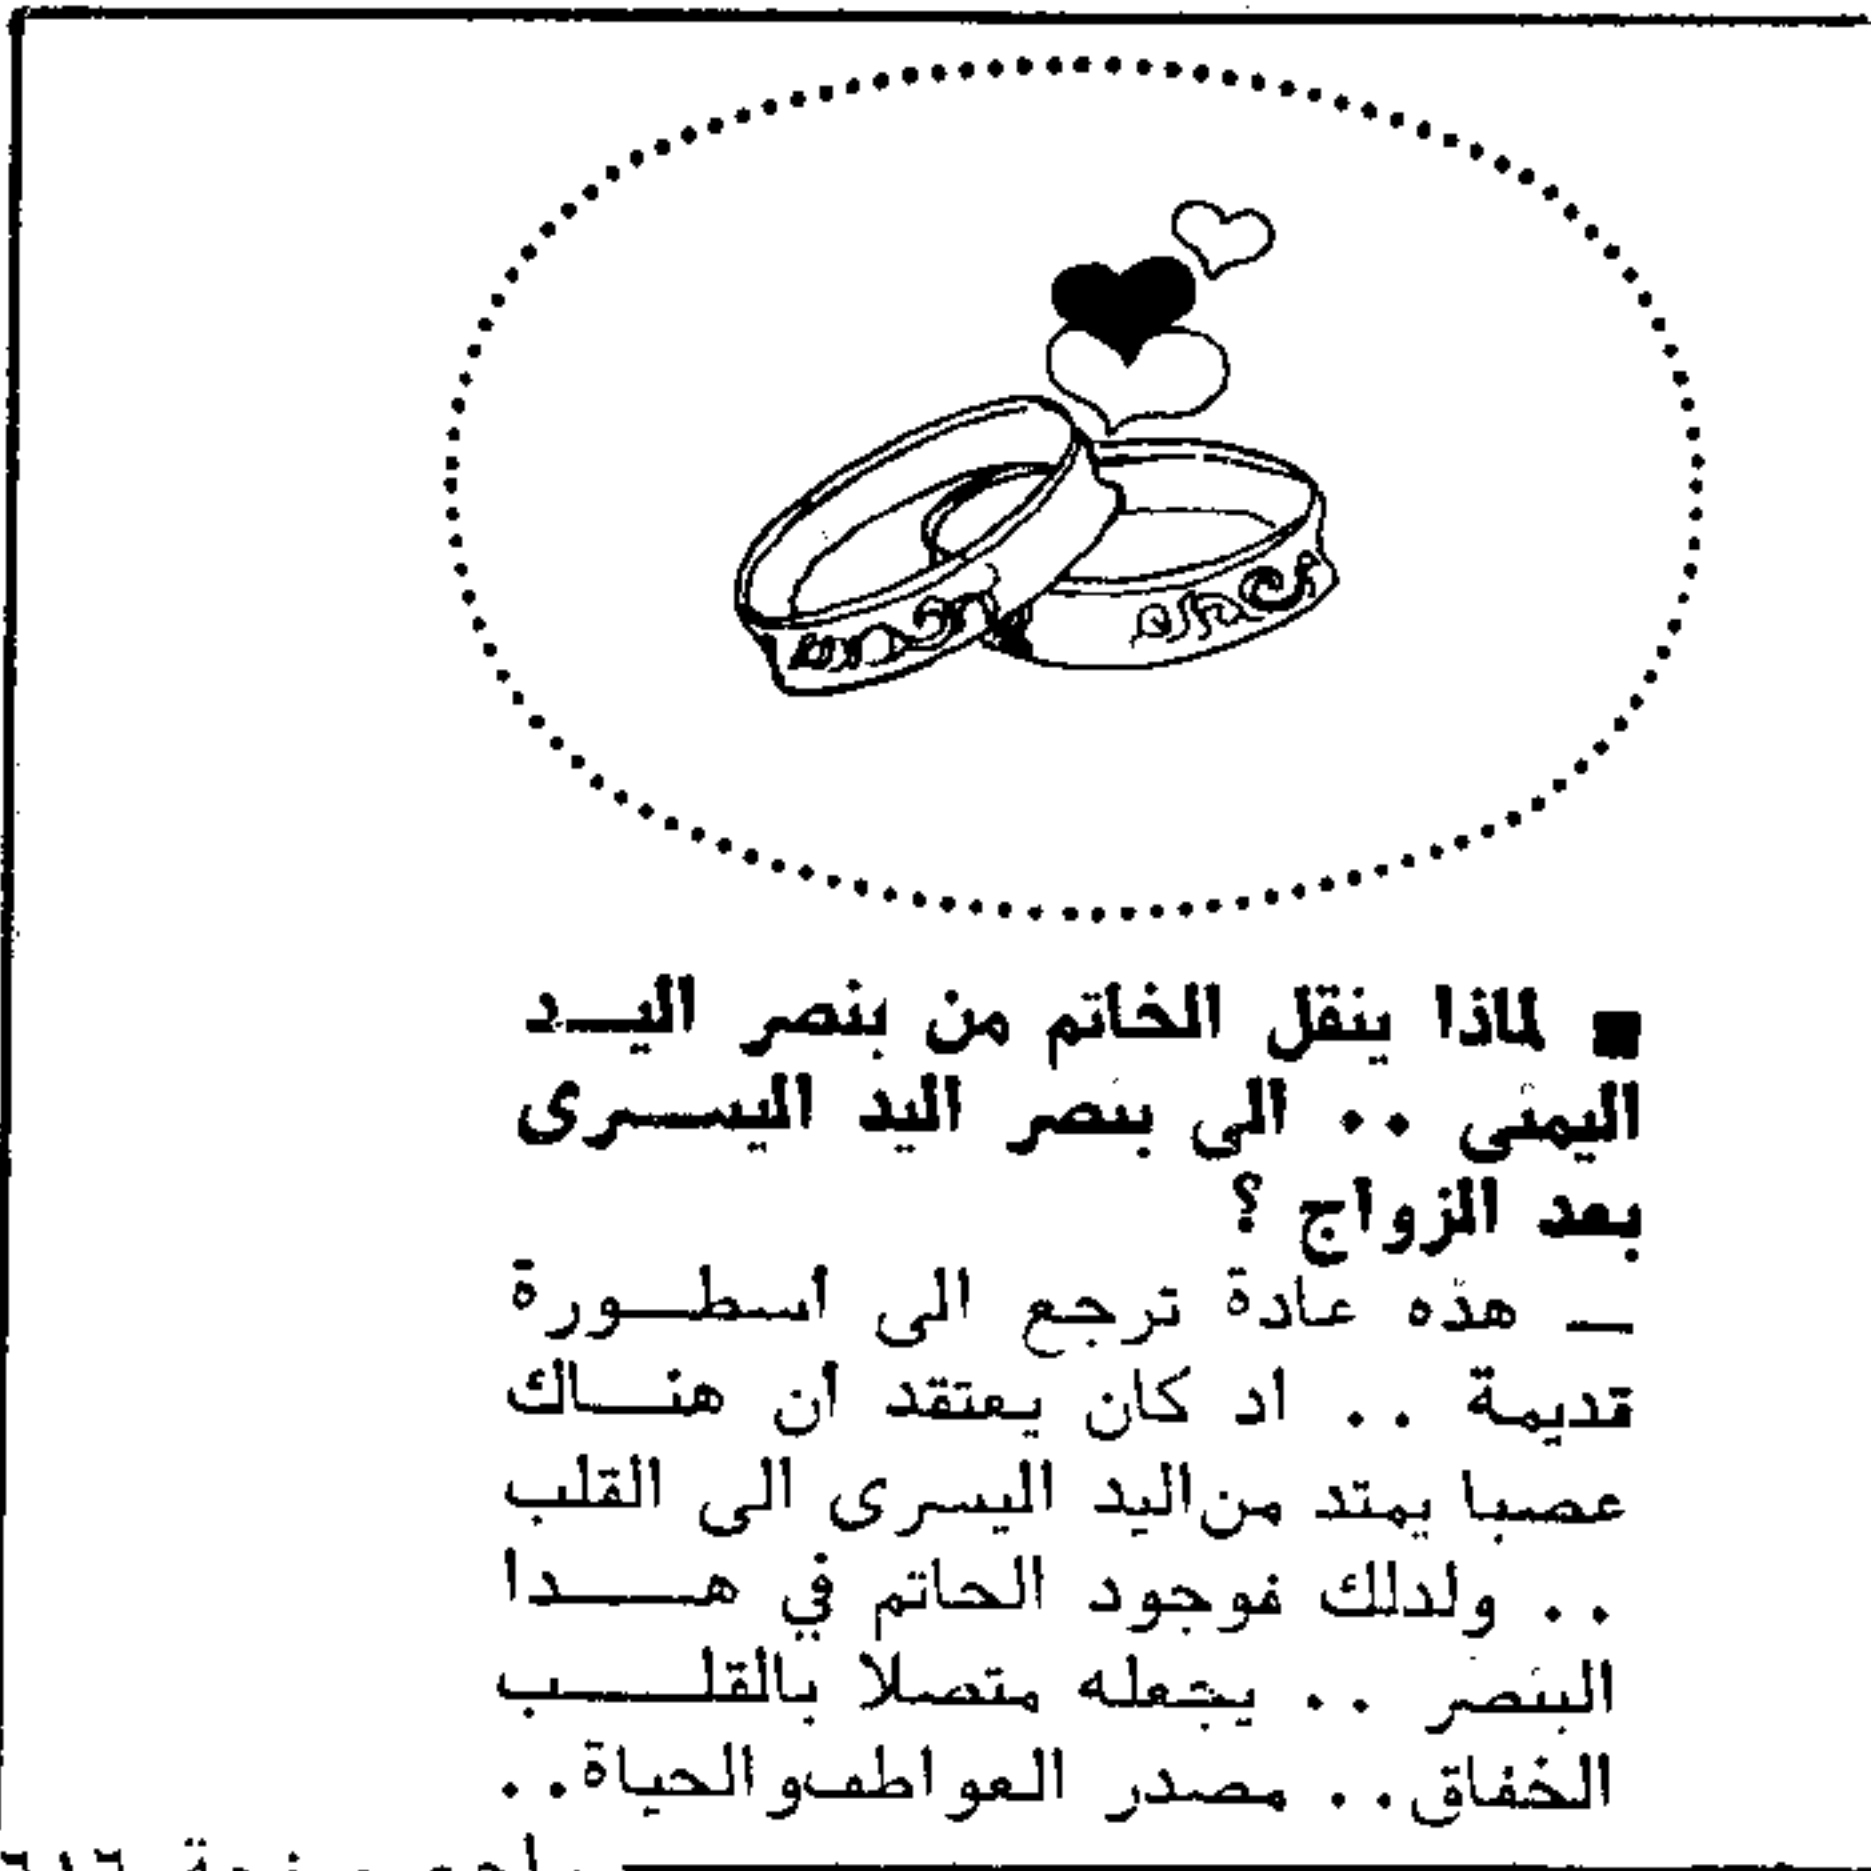 ■ لماذا ينقل الخاتم من بنصر اليد
اليمنى .. الى بنصر اليد اليسرى
بعد الزواج ؟
ـ هذه عادة ترجع الى اسطورة
قديمة .. اد كان يعتقد ان هناك
عصبا يمتد من اليد اليسرى الى القلب
.. ولدلك فوجود الحاتم في هدا
البنصر .. يجعله متصلا بالقلب
الخفاق .. مصدر العواطف والحياة ..